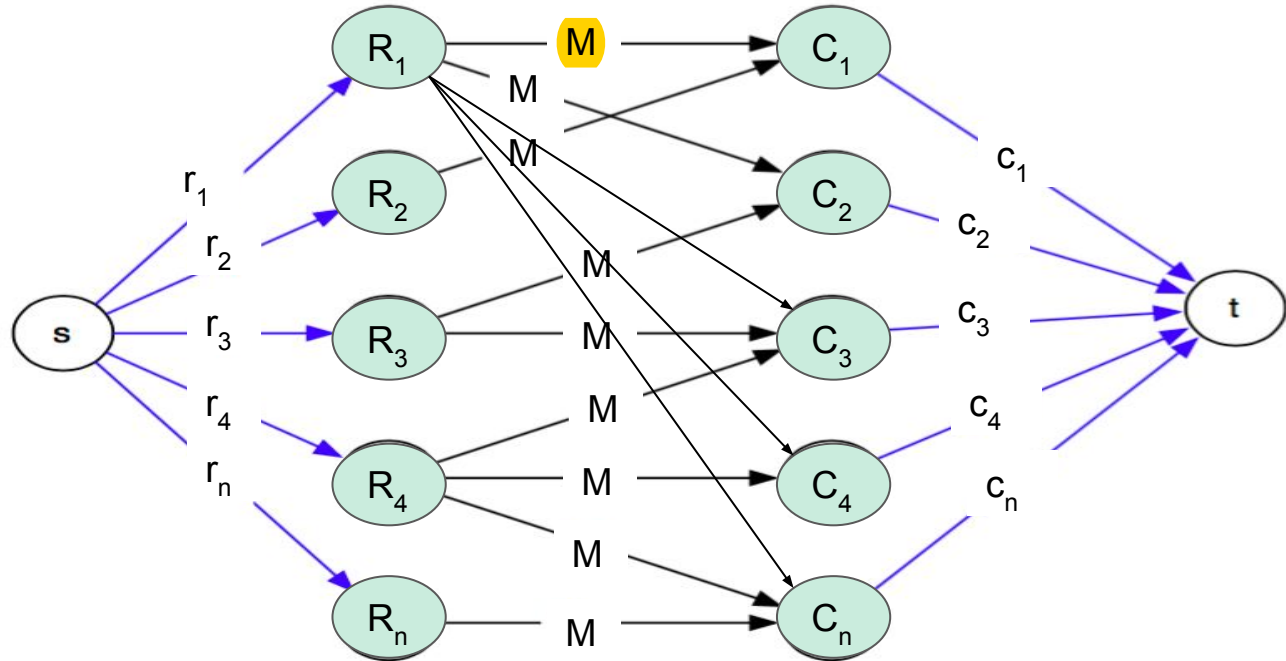 R1 M C1
M
c1
M
r1 R2 C2
c2
r2
M
s r3 R3 M C3 c3 t
M
r4 c4
R4 M C4
rn cn
M
Rn M Cn